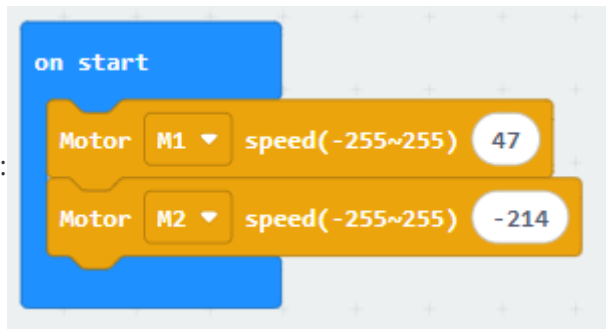 on start
Motor M1 speed(-255~255) 47
:
Motor M2 speed(-255~255) -214